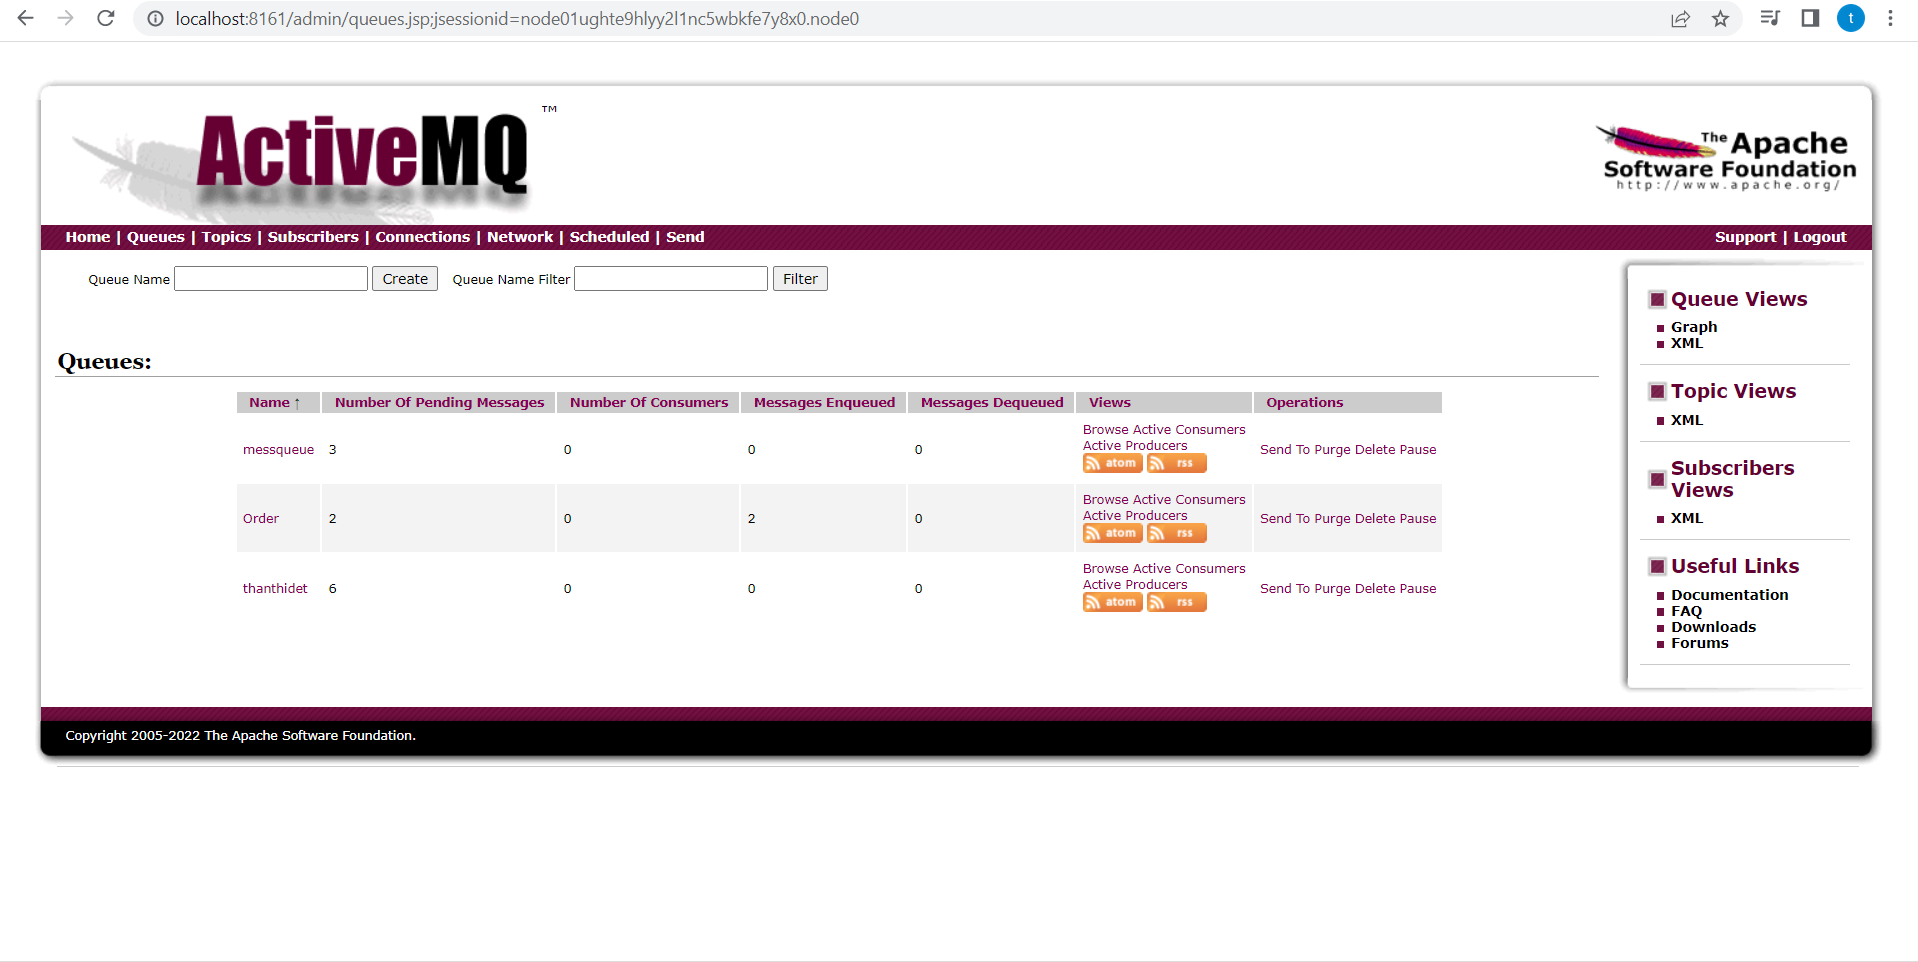 localhost:8161/admin/queues.jsp;jsessionid=node01ughte9hlyy2l1nc5wbkfe7y8x0.node0
t
ActiveMQ ™
The Apache
Software Foundation
http://www.apache.org/
Home | Queues | Topics | Subscribers | Connections | Network | Scheduled | Send
Support | Logout
Queue Name Create Queue Name Filter Filter
Queues:
Name ↑ Number Of Pending Messages Number Of Consumers Messages Enqueued Messages Dequeued Views Operations
messqueue 3 0 0 0 Browse Active Consumers
Active Producers
atom rss
Send To Purge Delete Pause
Order 2 0 2 0 Browse Active Consumers
Active Producers
atom rss
Send To Purge Delete Pause
thanthidet 6 0 0 0 Browse Active Consumers
Active Producers
atom rss
Send To Purge Delete Pause
Queue Views
Graph
XML
Topic Views
XML
Subscribers
Views
XML
Useful Links
Documentation
FAQ
Downloads
Forums
Copyright 2005-2022 The Apache Software Foundation.